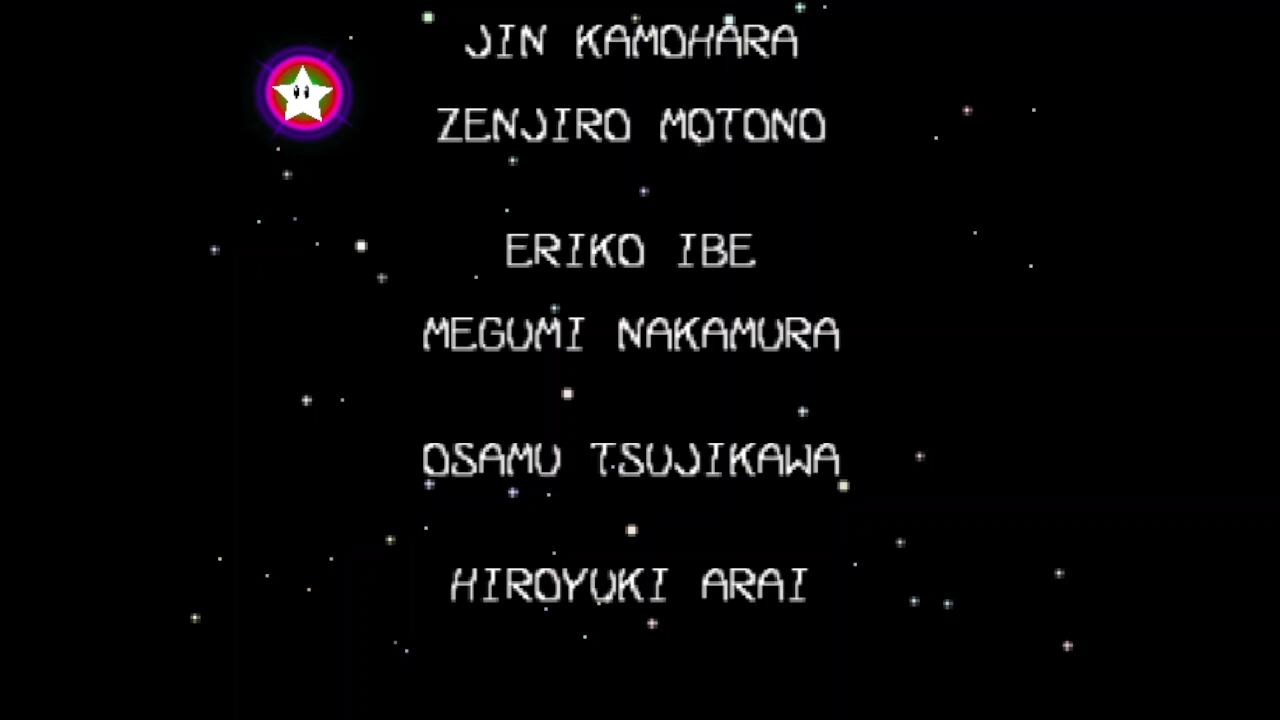 JIN KAMOHARA
ZENJIRO MOTONO
ERIKO IBE
MEGUMI NAKAMURA
OSAMU TSUJIKAWA
HIROYUKI ARAI